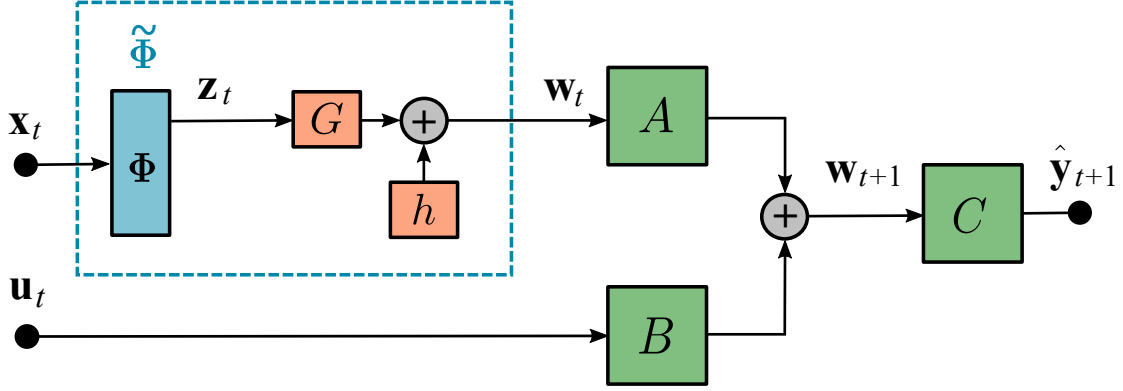 Φ̃
x_t
Φ
z_t
G
+
h
w_t
A
+
w_{t+1}
C
ŷ_{t+1}
u_t
B